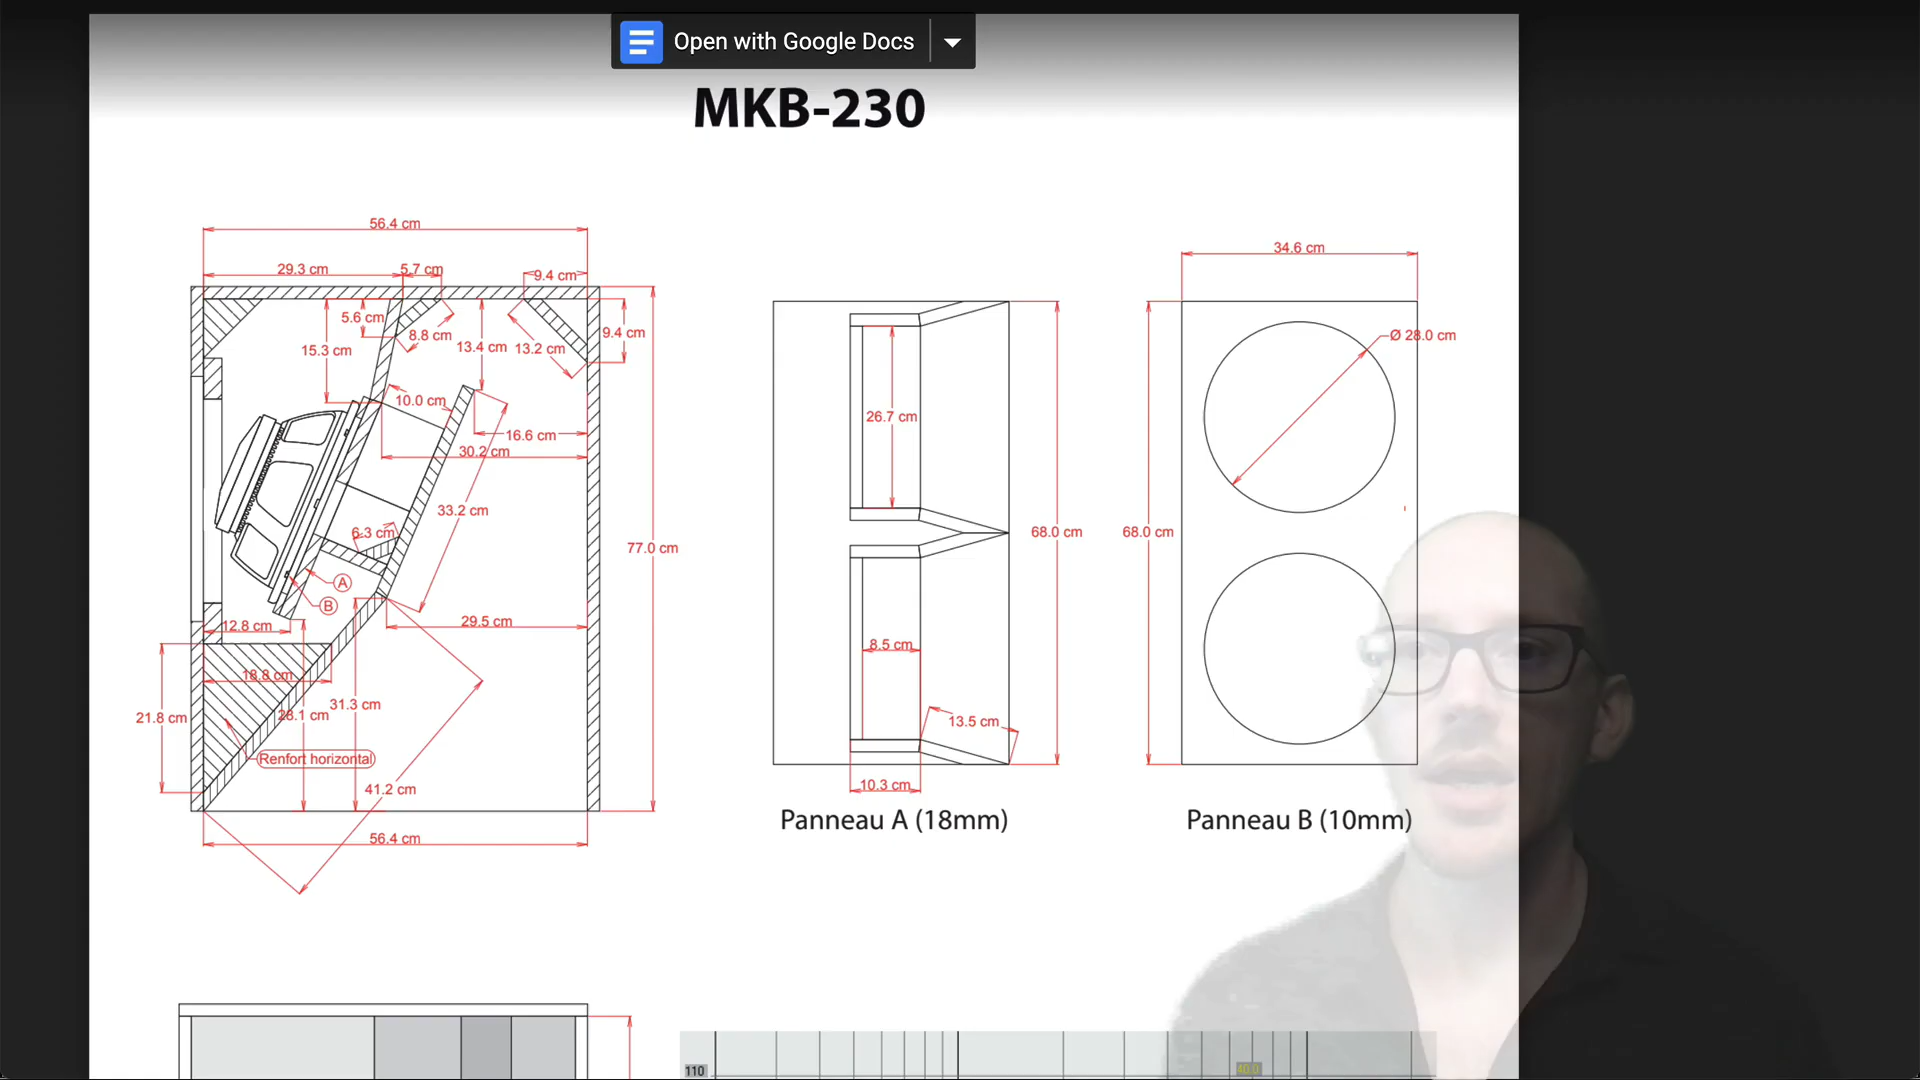 Open with Google Docs
MKB-230
56.4 cm
29.3 cm
5.7 cm
9.4 cm
5.6 cm
8.8 cm
15.3 cm
13.4 cm
13.2 cm
9.4 cm
10.0 cm
16.6 cm
30.2 cm
33.2 cm
6.3 cm
77.0 cm
A
B
12.8 cm
29.5 cm
18.8 cm
21.8 cm
28.1 cm
31.3 cm
Renfort horizontal
41.2 cm
56.4 cm
26.7 cm
68.0 cm
8.5 cm
13.5 cm
10.3 cm
Panneau A (18mm)
34.6 cm
Ø 28.0 cm
68.0 cm
Panneau B (10mm)
110
40.0